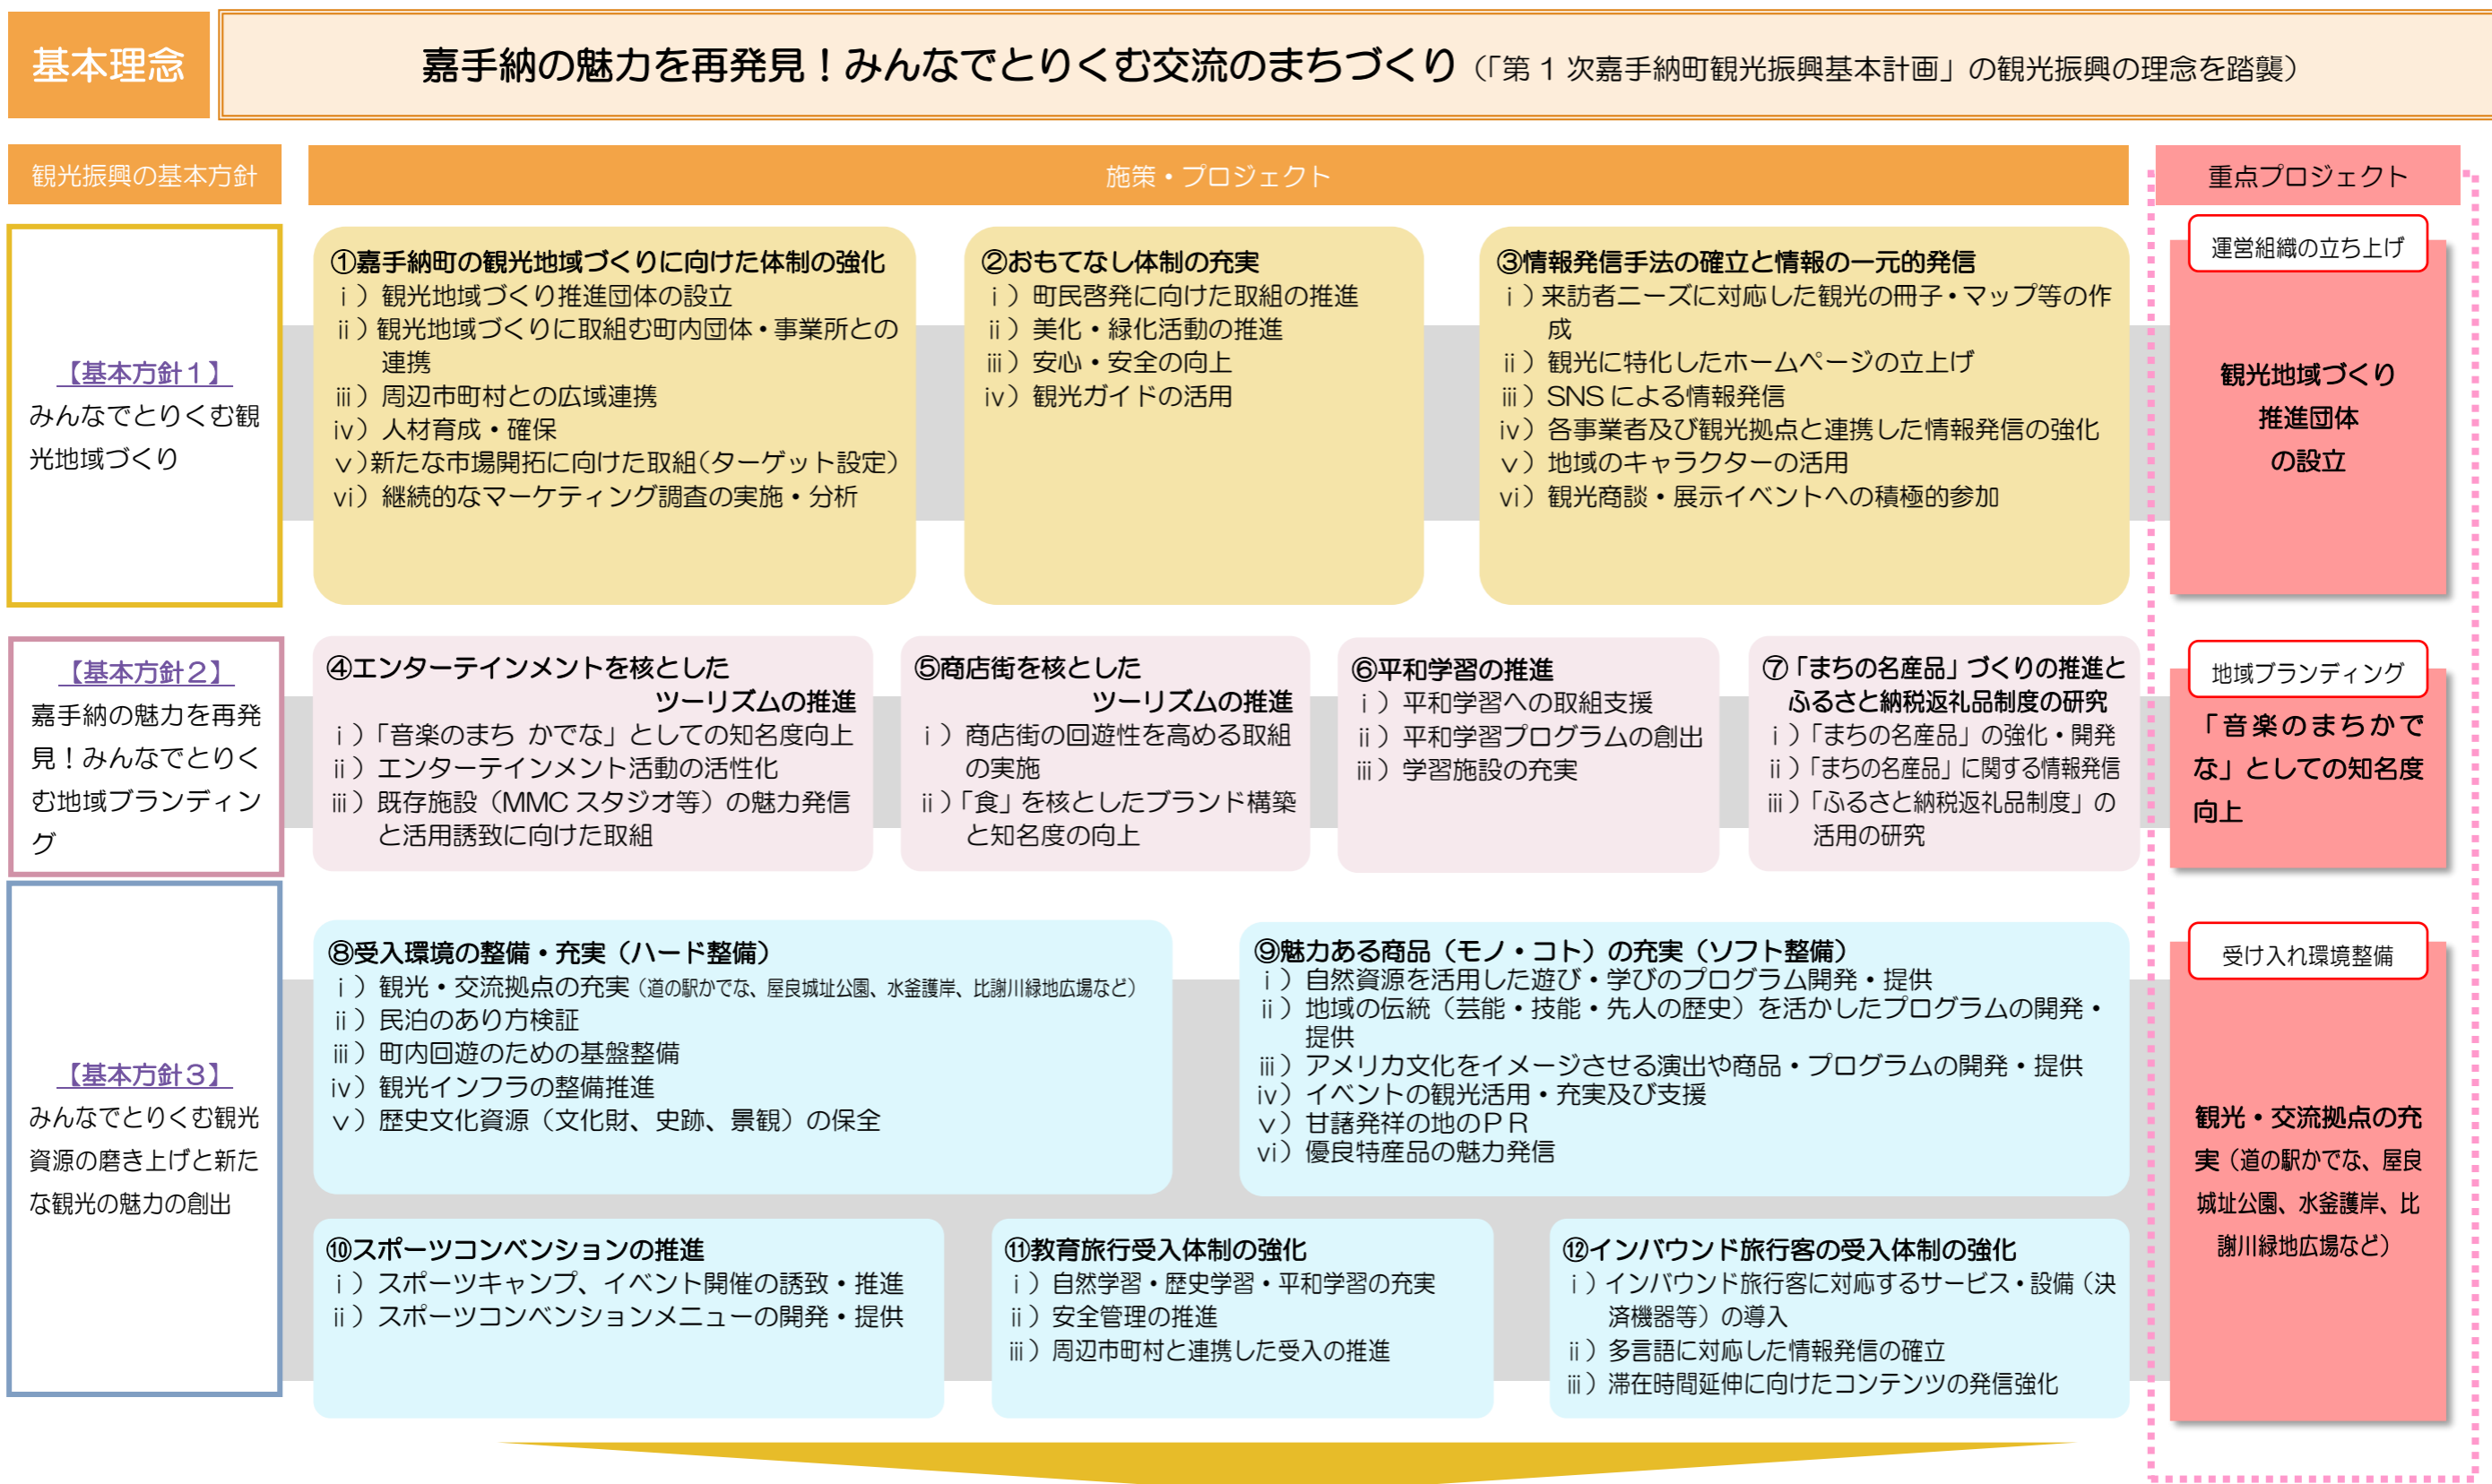 基本理念
嘉手納の魅力を再発見！みんなでとりくむ交流のまちづくり（「第1次嘉手納町観光振興基本計画」の観光振興の理念を踏襲）
観光振興の基本方針
施策・プロジェクト
重点プロジェクト
【基本方針１】
みんなでとりくむ観
光地域づくり
①嘉手納町の観光地域づくりに向けた体制の強化
ⅰ）観光地域づくり推進団体の設立
ⅱ）観光地域づくりに取組む町内団体・事業所との
連携
ⅲ）周辺市町村との広域連携
ⅳ）人材育成・確保
ⅴ）新たな市場開拓に向けた取組（ターゲット設定）
ⅵ）継続的なマーケティング調査の実施・分析
②おもてなし体制の充実
ⅰ）町民啓発に向けた取組の推進
ⅱ）美化・緑化活動の推進
ⅲ）安心・安全の向上
ⅳ）観光ガイドの活用
③情報発信手法の確立と情報の一元的発信
ⅰ）来訪者ニーズに対応した観光の冊子・マップ等の作
成
ⅱ）観光に特化したホームページの立上げ
ⅲ）SNSによる情報発信
ⅳ）各事業者及び観光拠点と連携した情報発信の強化
ⅴ）地域のキャラクターの活用
ⅵ）観光商談・展示イベントへの積極的参加
運営組織の立ち上げ
観光地域づくり
推進団体
の設立
【基本方針２】
嘉手納の魅力を再発
見！みんなでとりく
む地域ブランディン
グ
④エンターテインメントを核とした
ツーリズムの推進
ⅰ）「音楽のまち かでな」としての知名度向上
ⅱ）エンターテインメント活動の活性化
ⅲ）既存施設（MMCスタジオ等）の魅力発信
と活用誘致に向けた取組
⑤商店街を核とした
ツーリズムの推進
ⅰ）商店街の回遊性を高める取組
の実施
ⅱ）「食」を核としたブランド構築
と知名度の向上
⑥平和学習の推進
ⅰ）平和学習への取組支援
ⅱ）平和学習プログラムの創出
ⅲ）学習施設の充実
⑦「まちの名産品」づくりの推進と
ふるさと納税返礼品制度の研究
ⅰ）「まちの名産品」の強化・開発
ⅱ）「まちの名産品」に関する情報発信
ⅲ）「ふるさと納税返礼品制度」の
活用の研究
地域ブランディング
「音楽のまちかで
な」としての知名度
向上
【基本方針３】
みんなでとりくむ観光
資源の磨き上げと新た
な観光の魅力の創出
⑧受入環境の整備・充実（ハード整備）
ⅰ）観光・交流拠点の充実（道の駅かでな、屋良城址公園、水釜護岸、比謝川緑地広場など）
ⅱ）民泊のあり方検証
ⅲ）町内回遊のための基盤整備
ⅳ）観光インフラの整備推進
ⅴ）歴史文化資源（文化財、史跡、景観）の保全
⑨魅力ある商品（モノ・コト）の充実（ソフト整備）
ⅰ）自然資源を活用した遊び・学びのプログラム開発・提供
ⅱ）地域の伝統（芸能・技能・先人の歴史）を活かしたプログラムの開発・
提供
ⅲ）アメリカ文化をイメージさせる演出や商品・プログラムの開発・提供
ⅳ）イベントの観光活用・充実及び支援
ⅴ）甘藷発祥の地のＰＲ
ⅵ）優良特産品の魅力発信
⑩スポーツコンベンションの推進
ⅰ）スポーツキャンプ、イベント開催の誘致・推進
ⅱ）スポーツコンベンションメニューの開発・提供
⑪教育旅行受入体制の強化
ⅰ）自然学習・歴史学習・平和学習の充実
ⅱ）安全管理の推進
ⅲ）周辺市町村と連携した受入の推進
⑫インバウンド旅行客の受入体制の強化
ⅰ）インバウンド旅行客に対応するサービス・設備（決
済機器等）の導入
ⅱ）多言語に対応した情報発信の確立
ⅲ）滞在時間延伸に向けたコンテンツの発信強化
受け入れ環境整備
観光・交流拠点の充
実（道の駅かでな、屋良
城址公園、水釜護岸、比
謝川緑地広場など）